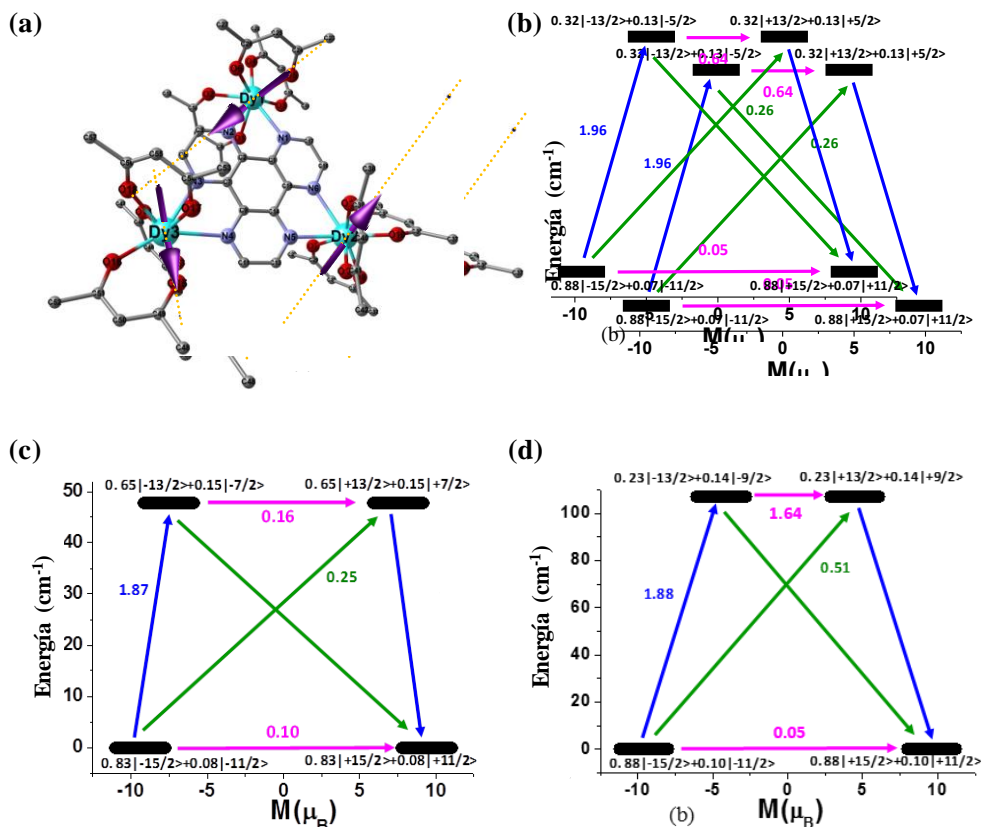 (a)
Dy1
N2
N1
N6
Dy3
Dy2
N4
N5
(b)
0.32|-13/2>+0.13|-5/2> 0.32|+13/2>+0.13|+5/2>
0.32|-13/2>+0.13|-5/2> 0.32|+13/2>+0.13|+5/2>
0.64
0.64
0.26
1.96
0.26
1.96
Energía (cm-1)
0.05
0.88|-15/2>+0.07|-11/2> 0.88|+15/2>+0.07|+11/2>
0.05
0.88|-15/2>+0.07|-11/2> 0.88|+15/2>+0.07|+11/2>
-10 -5 0 5 10
(b)
M(μ
-10 -5 0 5 10
M(μ
(c)
0.65|-13/2>+0.15|-7/2> 0.65|+13/2>+0.15|+7/2>
50
0.16
40
0.25
1.87
30
Energía (cm-1)
20
10
0.10
0
0.83|-15/2>+0.08|-11/2> 0.83|+15/2>+0.08|+11/2>
-10 -5 0 5 10
M(μB)
(d)
0.23|-13/2>+0.14|-9/2> 0.23|+13/2>+0.14|+9/2>
100
1.64
80
0.51
1.88
60
Energía (cm-1)
40
20
0.05
0
0.88|-15/2>+0.10|-11/2> 0.88|+15/2>+0.10|+11/2>
-10 -5 0 5 10
(b)
M(μB)